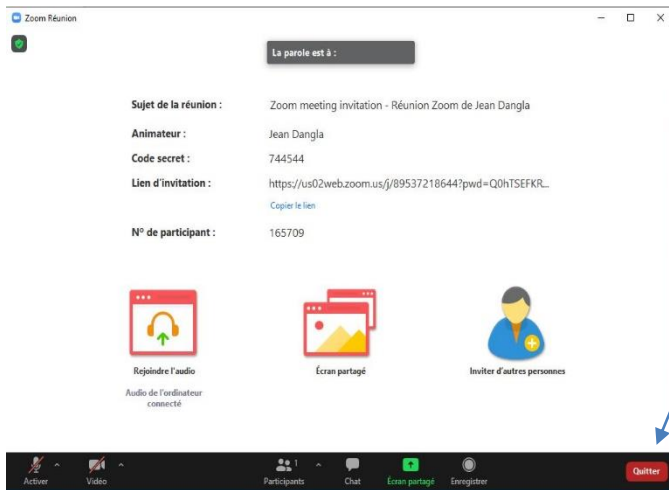 Zoom Réunion
La parole est à :
Sujet de la réunion : Zoom meeting invitation - Réunion Zoom de Jean Dangla
Animateur : Jean Dangla
Code secret : 744544
Lien d'invitation : https://us02web.zoom.us/j/89537218644?pwd=Q0hTSEFKR...
Copier le lien
N° de participant : 165709
Rejoindre l'audio
Écran partagé
Inviter d'autres personnes
Audio de l'ordinateur
connecté
1
Activer Vidéo Participants Chat Écran partagé Enregistrer Quitter